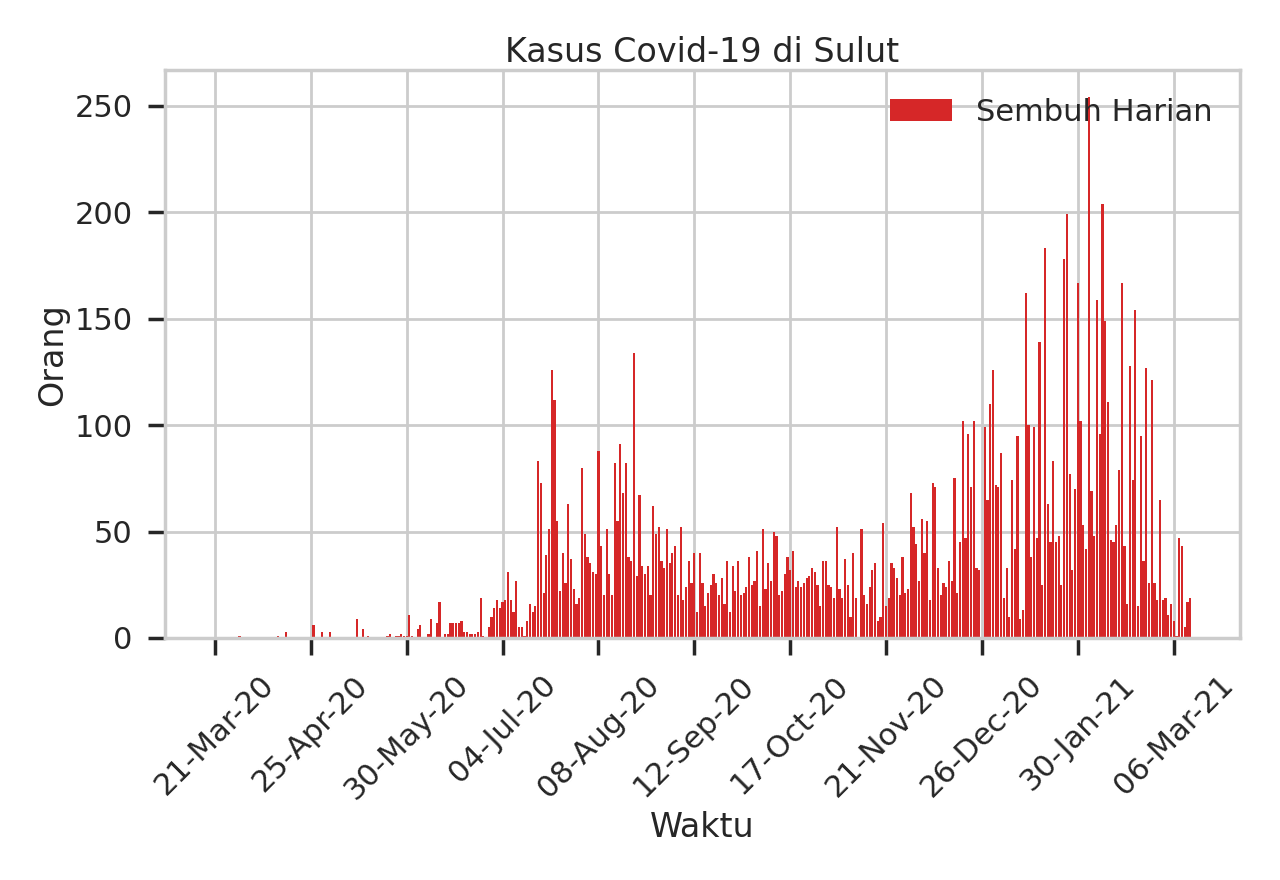 Kasus Covid-19 di Sulut
Sembuh Harian
Orang
250
200
150
100
50
0
21-Mar-20
25-Apr-20
30-May-20
04-Jul-20
08-Aug-20
12-Sep-20
17-Oct-20
21-Nov-20
26-Dec-20
30-Jan-21
06-Mar-21
Waktu